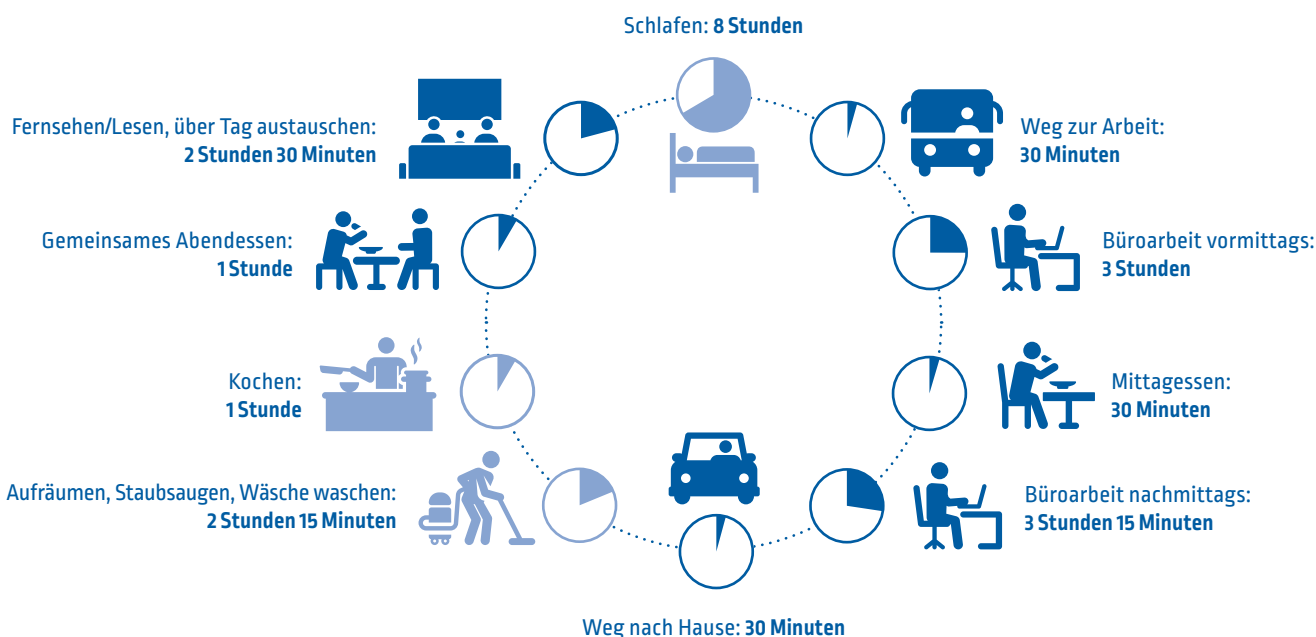 Schlafen: 8 Stunden
Weg zur Arbeit:
30 Minuten
Büroarbeit vormittags:
3 Stunden
Mittagessen:
30 Minuten
Büroarbeit nachmittags:
3 Stunden 15 Minuten
Weg nach Hause: 30 Minuten
Aufräumen, Staubsaugen, Wäsche waschen:
2 Stunden 15 Minuten
Kochen:
1 Stunde
Gemeinsames Abendessen:
1 Stunde
Fernsehen/Lesen, über Tag austauschen:
2 Stunden 30 Minuten